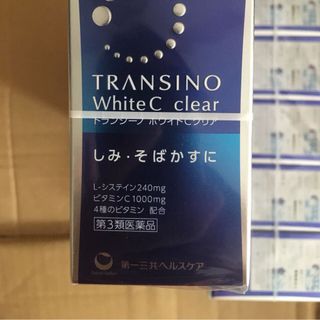 TRANSINO
White C clear
トランシーノ ホワイトCクリア
しみ・そばかすに
L-システイン240mg
ビタミンC1000mg
4種のビタミン 配合
第3類医薬品
第一三共ヘルスケア